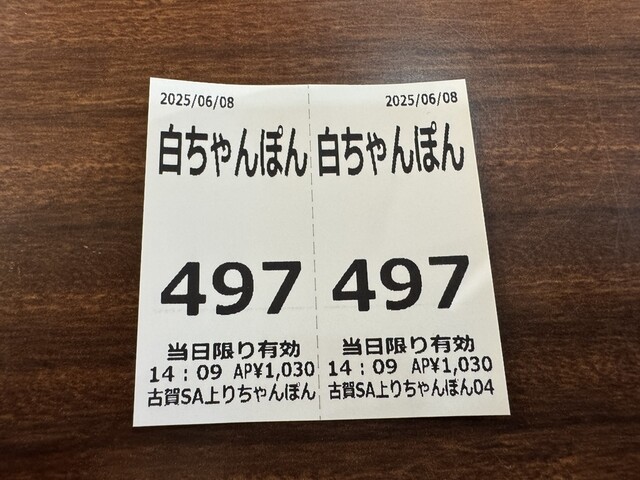 2025/06/08
白ちゃんぽん
497
当日限り有効
14:09 AP¥1,030
古賀SA上りちゃんぽん
2025/06/08
白ちゃんぽん
497
当日限り有効
14:09 AP¥1,030
古賀SA上りちゃんぽん04